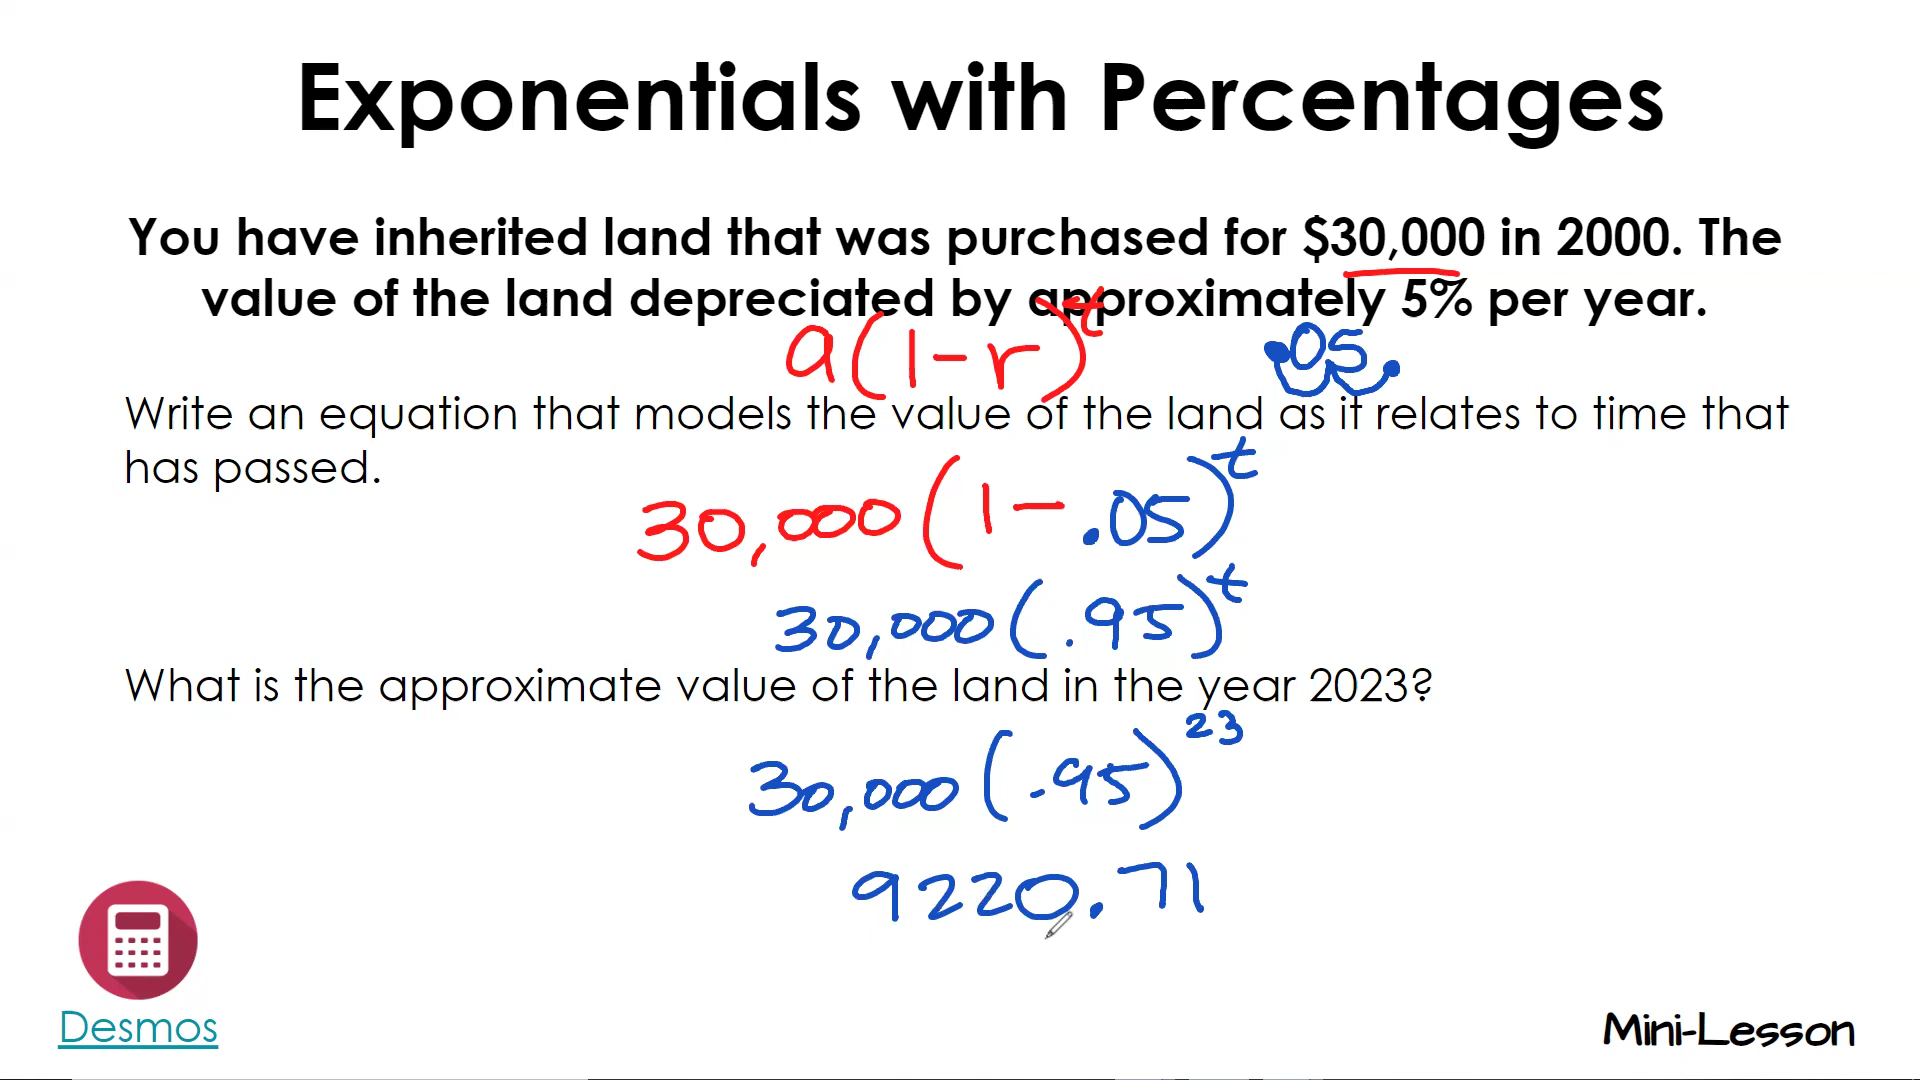 Exponentials with Percentages
You have inherited land that was purchased for $30,000 in 2000. The
value of the land depreciated by approximately 5% per year.
a(1-r)^t
.05.
Write an equation that models the value of the land as it relates to time that
has passed.
30,000(1-.05)^t
30,000(.95)^t
What is the approximate value of the land in the year 2023?
30,000(.95)^23
9220.71
Desmos
Mini-Lesson